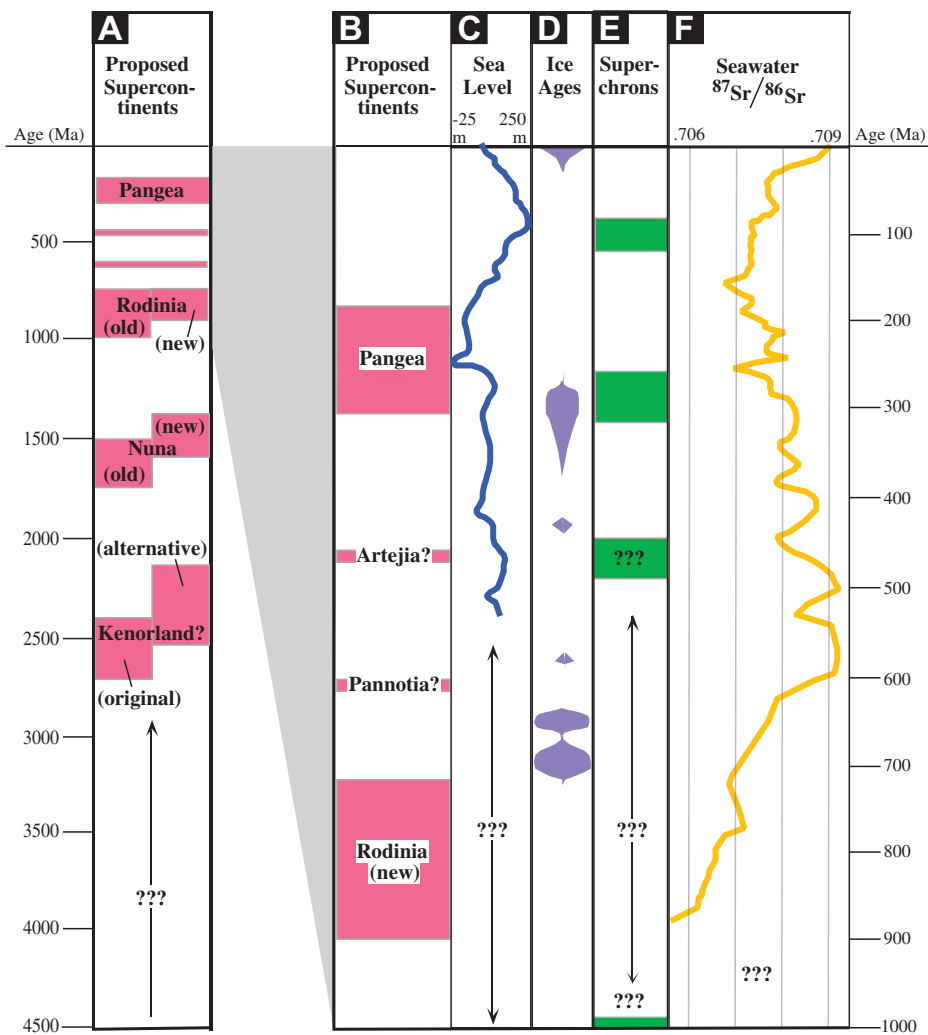 A
B
C
D
E
F
Proposed
Supercon-
tinents
Proposed
Supercon-
tinents
Sea
Level
-25
m
250
m
Ice
Ages
Super-
chrons
Seawater
87Sr/86Sr
.706
.709
Age (Ma)
Age (Ma)
500
1000
1500
2000
2500
3000
3500
4000
4500
Pangea
Rodinia
(old)
(new)
(new)
Nuna
(old)
(alternative)
Kenorland?
(original)
???
Pangea
Artejia?
Pannotia?
Rodinia
(new)
???
???
???
???
???
100
200
300
400
500
600
700
800
900
1000